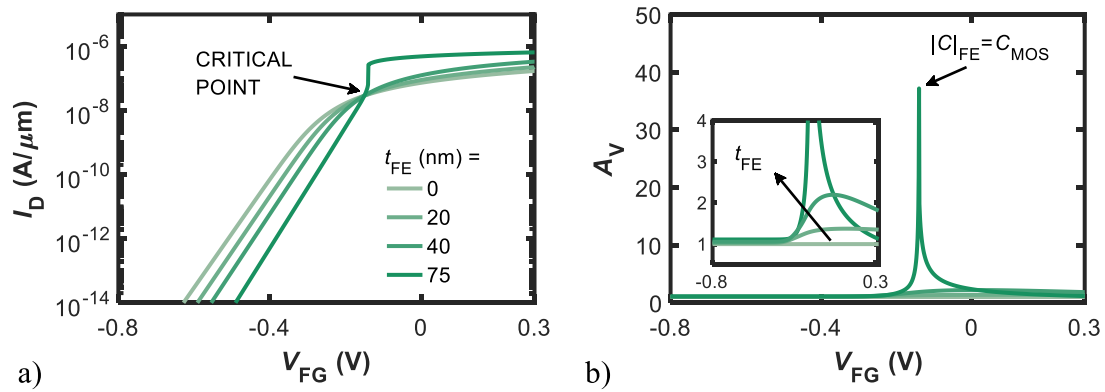 10⁻⁶
10⁻⁸
10⁻¹⁰
10⁻¹²
10⁻¹⁴
I_D (A/μm)
CRITICAL
POINT
t_FE (nm) =
0
20
40
75
-0.8
-0.4
0
0.3
V_FG (V)
a)
50
40
30
20
10
0
A_V
|C|_FE=C_MOS
4
3
2
1
t_FE
-0.8
0.3
-0.8
-0.4
0
0.3
V_FG (V)
b)